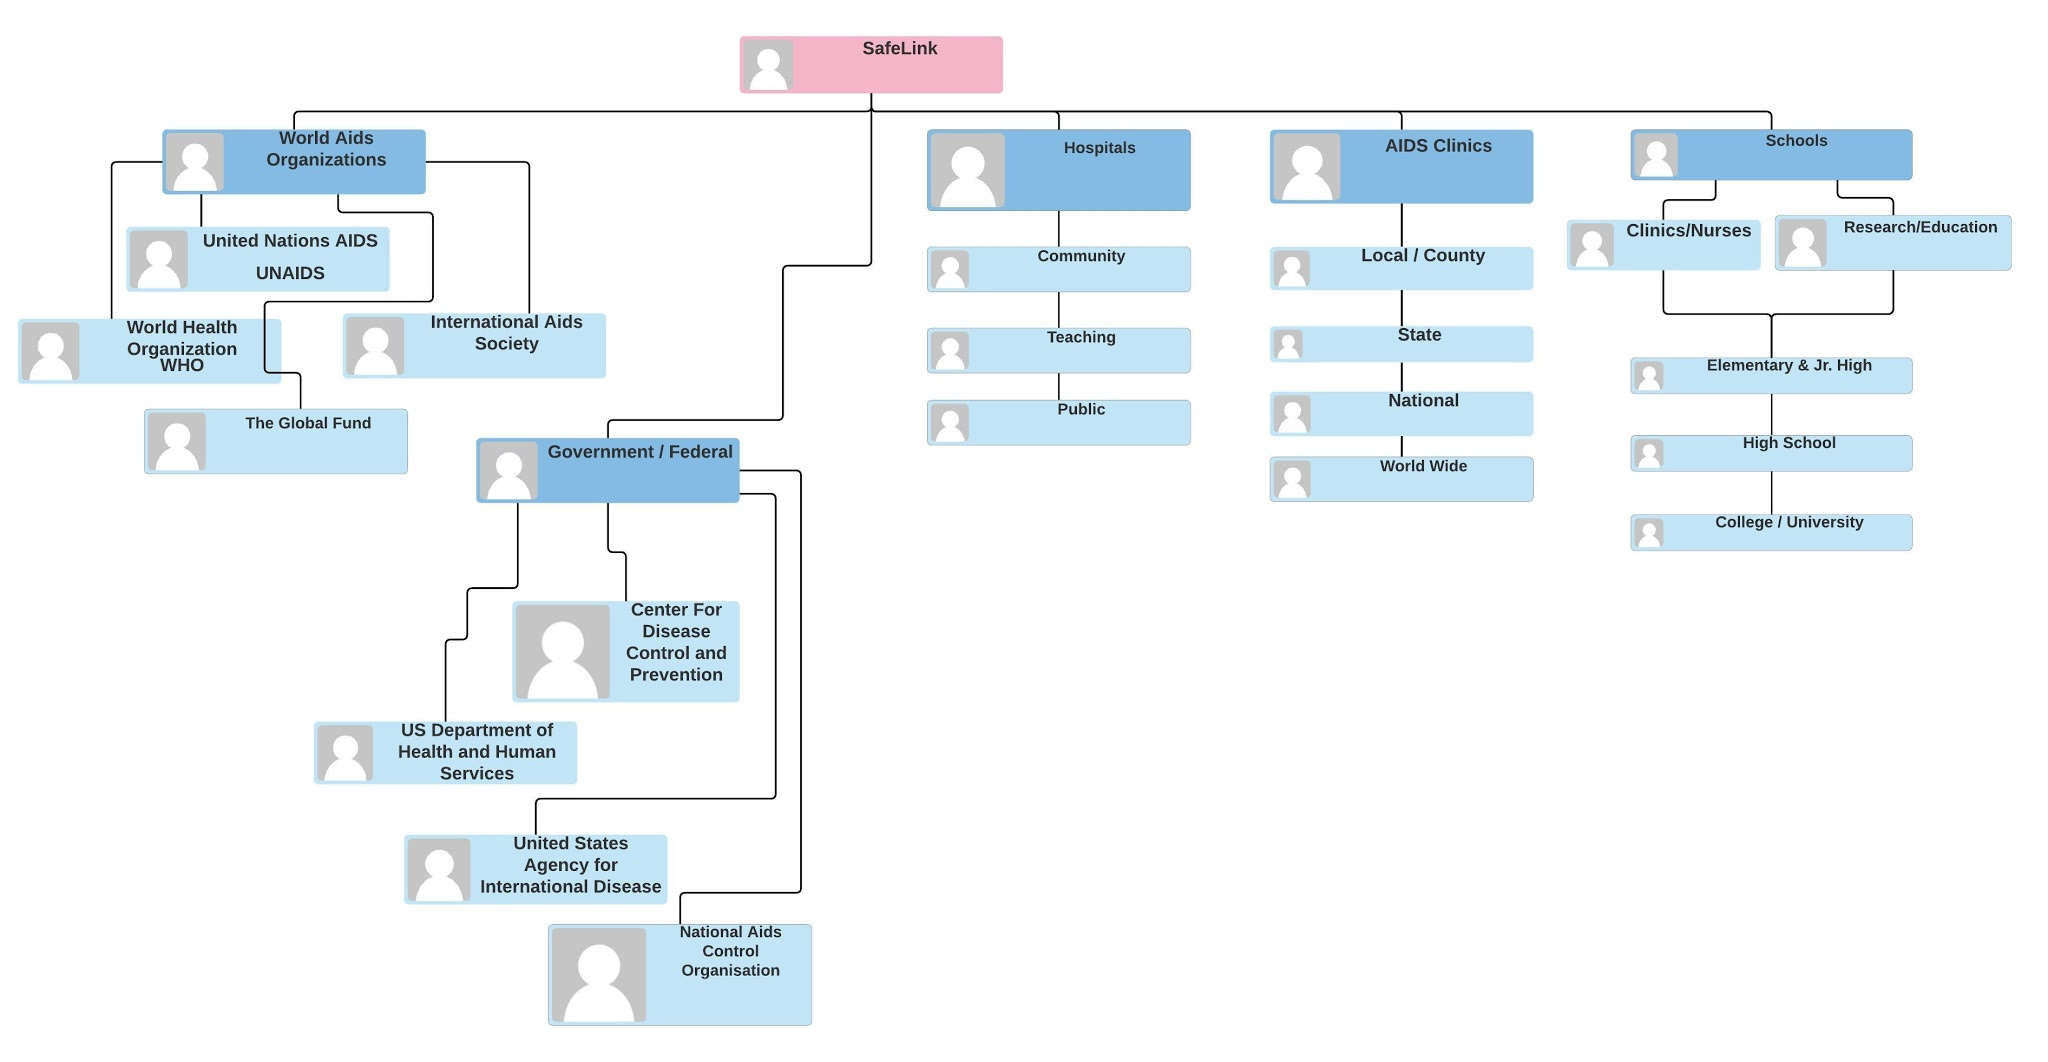 SafeLink
World Aids
Organizations
Hospitals
AIDS Clinics
Schools
United Nations AIDS
UNAIDS
World Health
Organization
WHO
International Aids
Society
The Global Fund
Government / Federal
Center For
Disease
Control and
Prevention
US Department of
Health and Human
Services
United States
Agency for
International Disease
National Aids
Control
Organisation
Community
Teaching
Public
Local / County
State
National
World Wide
Clinics/Nurses
Research/Education
Elementary & Jr. High
High School
College / University